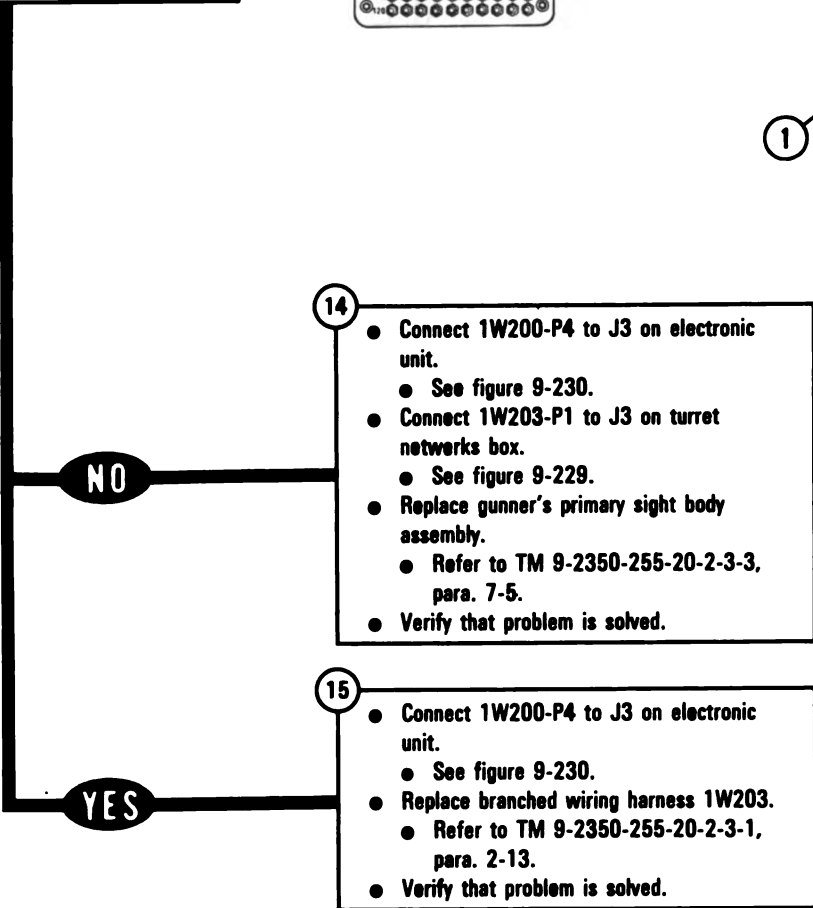 120
1
14
● Connect 1W200-P4 to J3 on electronic
unit.
● See figure 9-230.
● Connect 1W203-P1 to J3 on turret
networks box.
● See figure 9-229.
● Replace gunner's primary sight body
assembly.
● Refer to TM 9-2350-255-20-2-3-3,
para. 7-5.
● Verify that problem is solved.
NO
15
● Connect 1W200-P4 to J3 on electronic
unit.
● See figure 9-230.
● Replace branched wiring harness 1W203.
● Refer to TM 9-2350-255-20-2-3-1,
para. 2-13.
● Verify that problem is solved.
YES